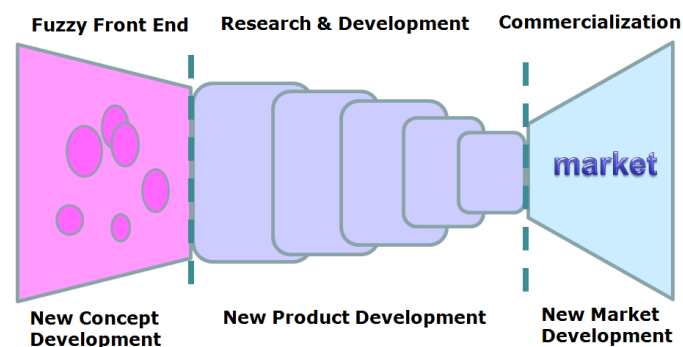 Fuzzy Front End
Research & Development
Commercialization
market
New Concept
Development
New Product Development
New Market
Development